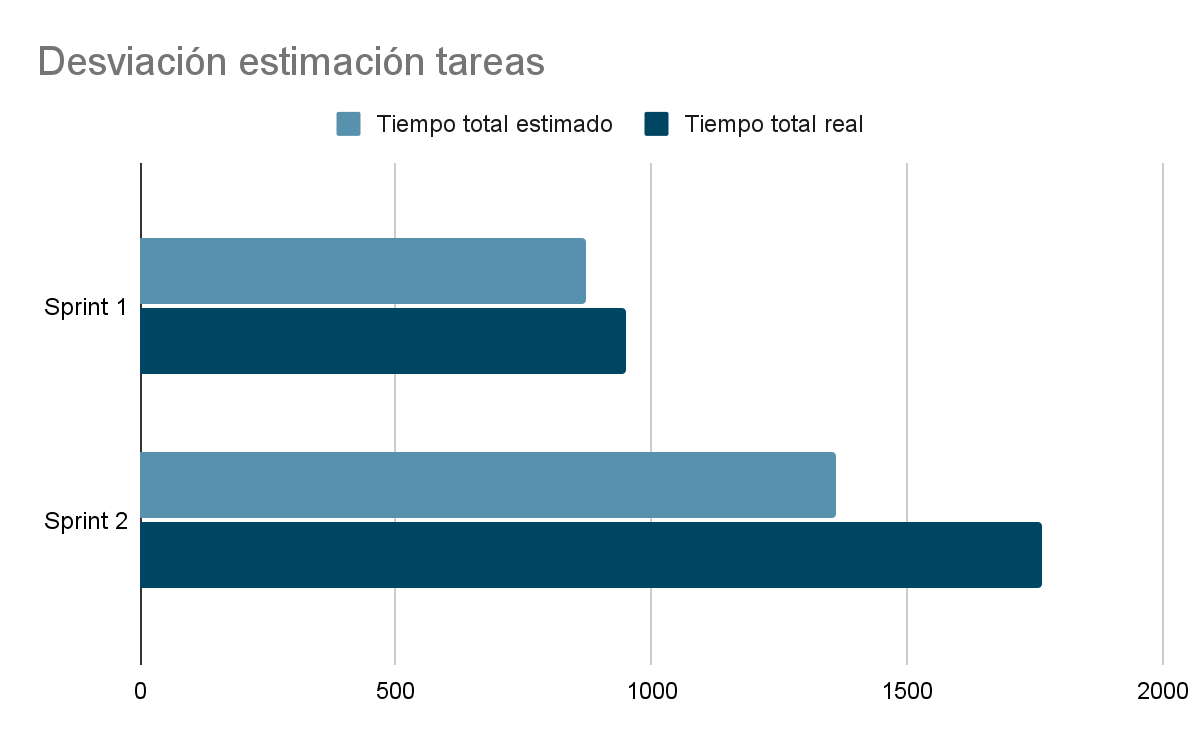 Desviación estimación tareas
Tiempo total estimado Tiempo total real
Sprint 1
Sprint 2
0 500 1000 1500 2000